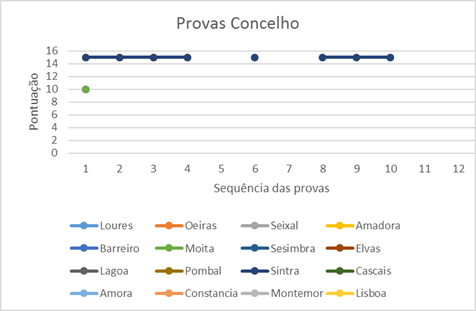 Provas Concelho
16
14
12
10
8
6
4
2
0
Pontuação
1 2 3 4 6 7 8 9 10 11 12
Sequência das provas
Loures Oeiras Seixal Amadora
Barreiro Moita Sesimbra Elvas
Lagoa Pombal Sintra Cascais
Amora Constancia Montemor Lisboa